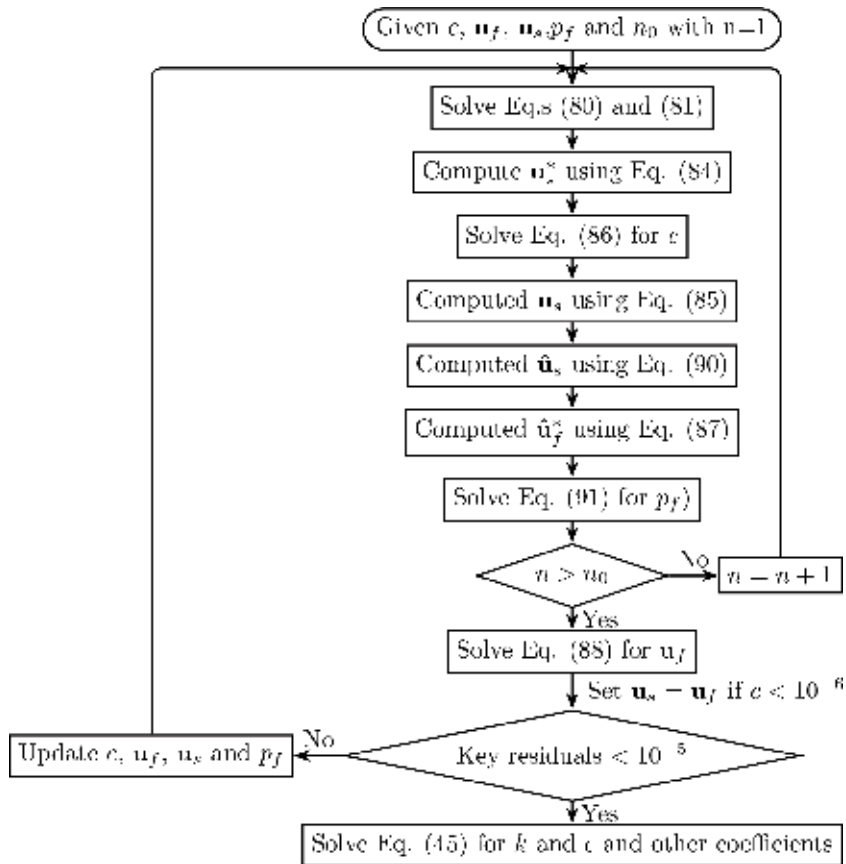 Given c, u_f, u_s,p_f and n_0 with n=1
Solve Eq.s (80) and (81)
Compute u_s^* using Eq. (84)
Solve Eq. (86) for c
Computed u_s using Eq. (85)
Computed û_s using Eq. (90)
Computed û_f^* using Eq. (87)
Solve Eq. (91) for p_f)
n > n_0
No
n = n + 1
Yes
Solve Eq. (88) for u_f
Set u_s = u_f if c < 10^-6
Key residuals < 10^-5
No
Update c, u_f, u_s and p_f
Yes
Solve Eq. (45) for k and ϵ and other coefficients